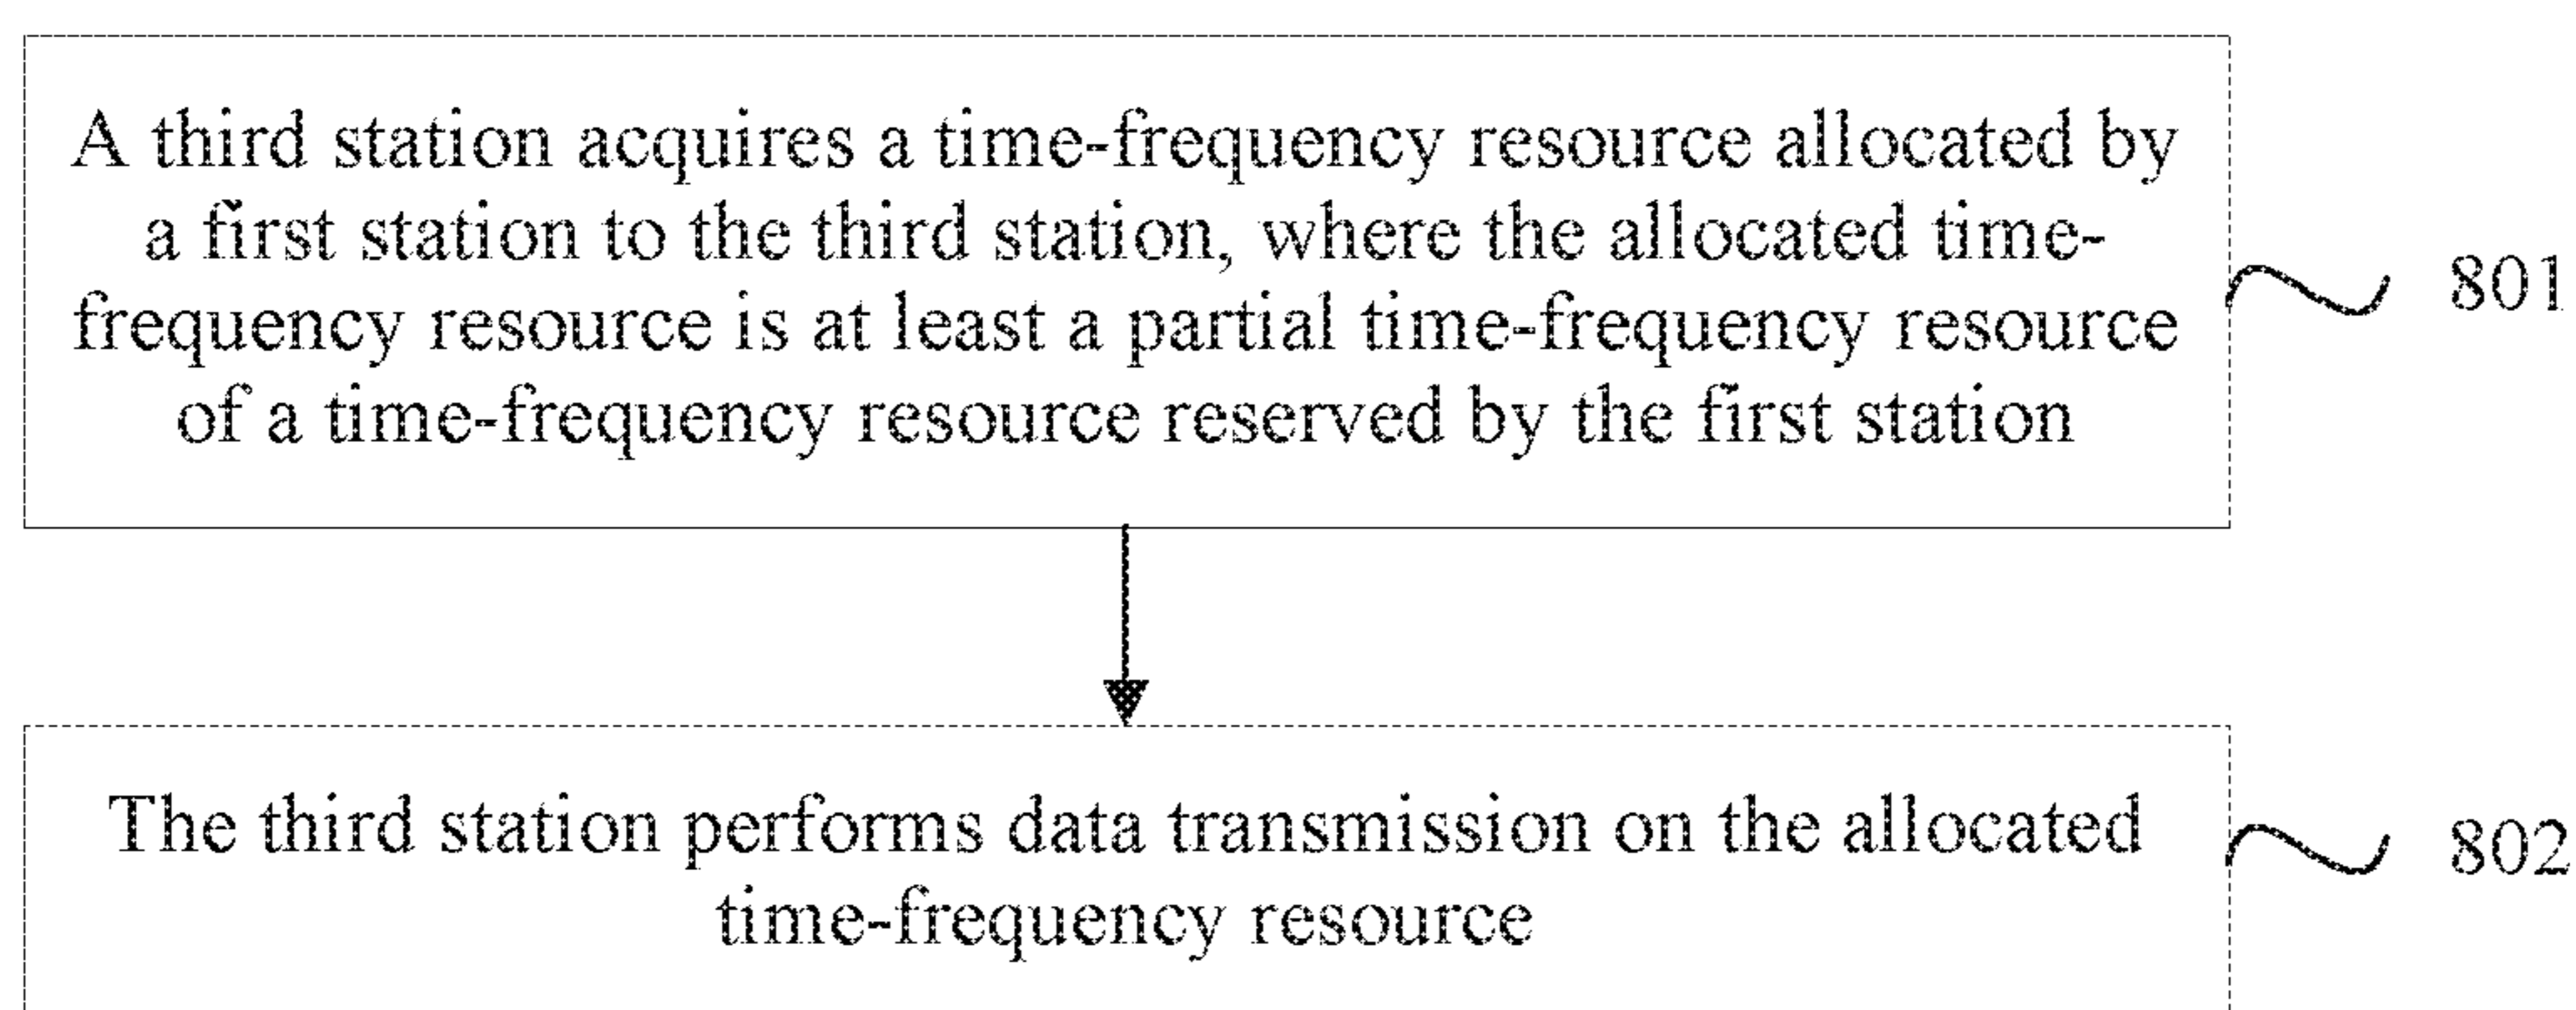 A third station acquires a time-frequency resource allocated by
a first station to the third station, where the allocated time-
frequency resource is at least a partial time-frequency resource
of a time-frequency resource reserved by the first station
801
The third station performs data transmission on the allocated
time-frequency resource
802